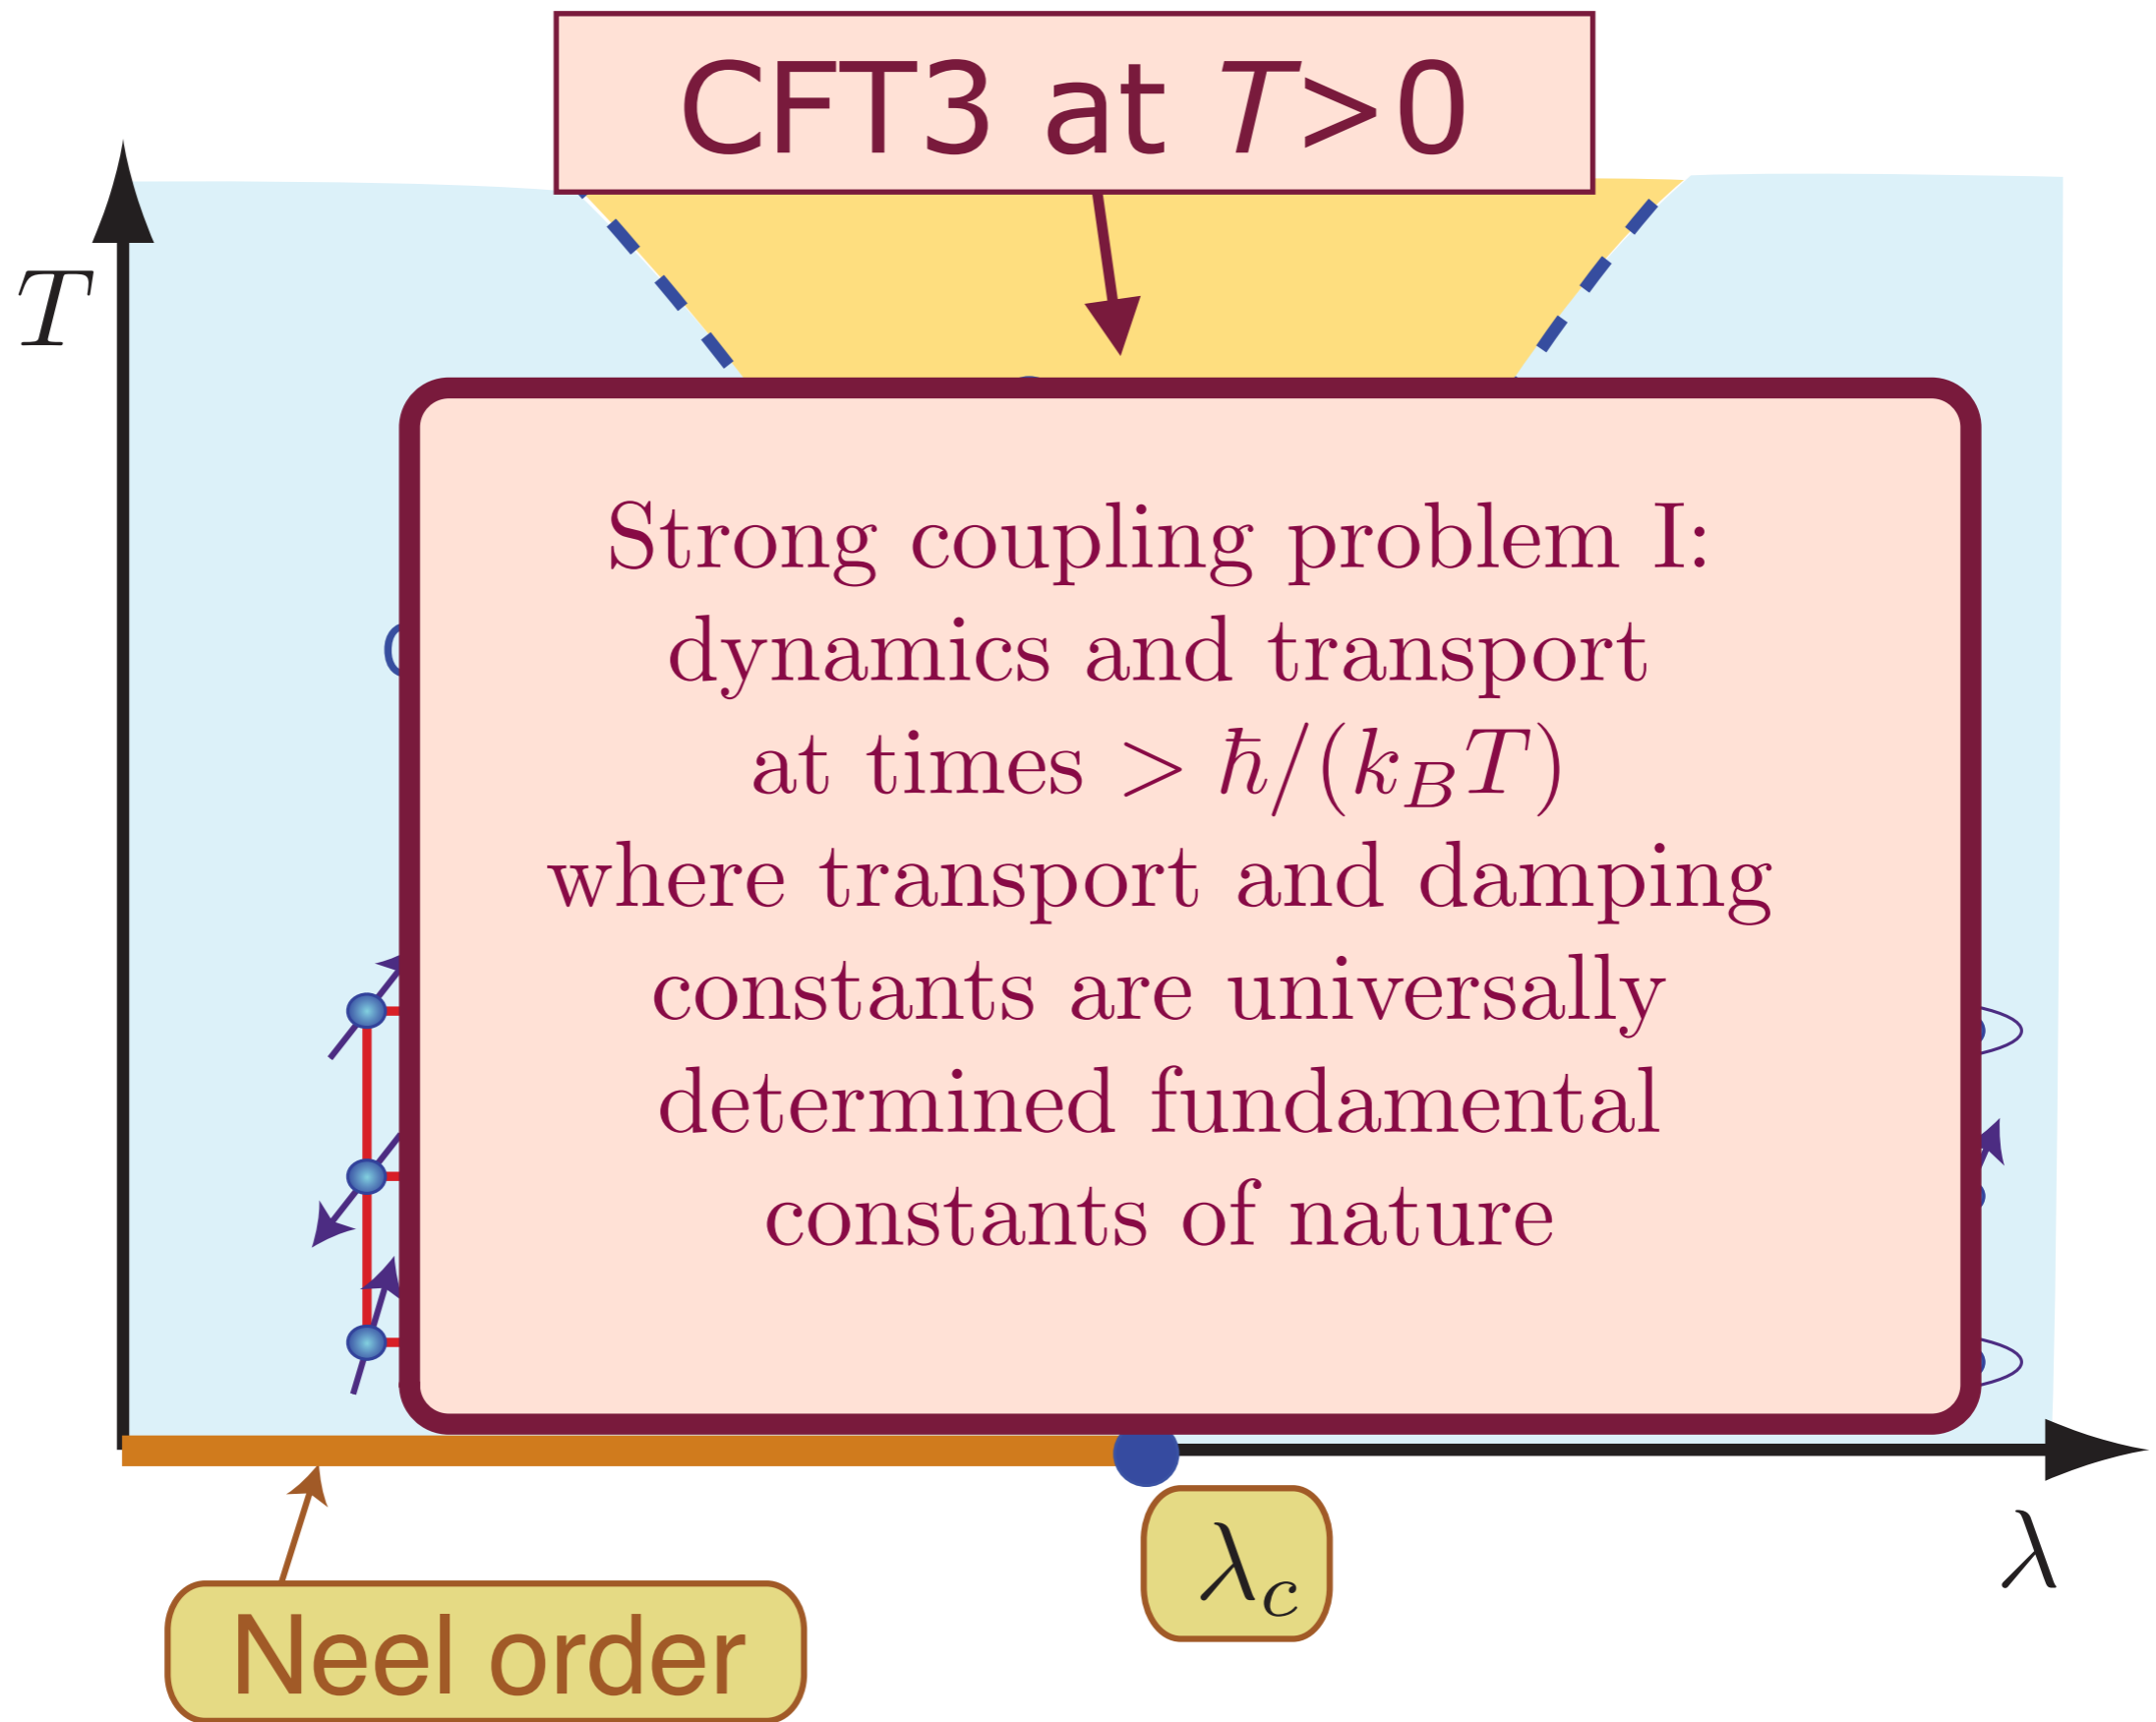 CFT3 at T>0
T
Strong coupling problem I:
dynamics and transport
at times > ℏ/(k_BT)
where transport and damping
constants are universally
determined fundamental
constants of nature
λ_c
λ
Neel order